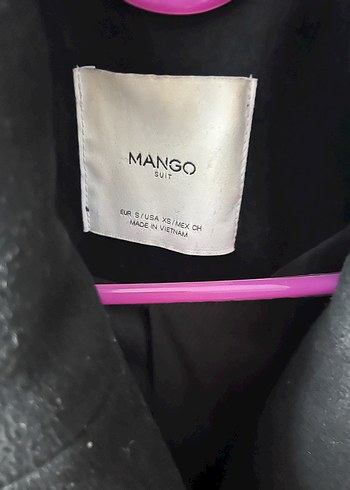 MANGO
SUIT
EUR S/USA XS/MEX CH
MADE IN VIETNAM